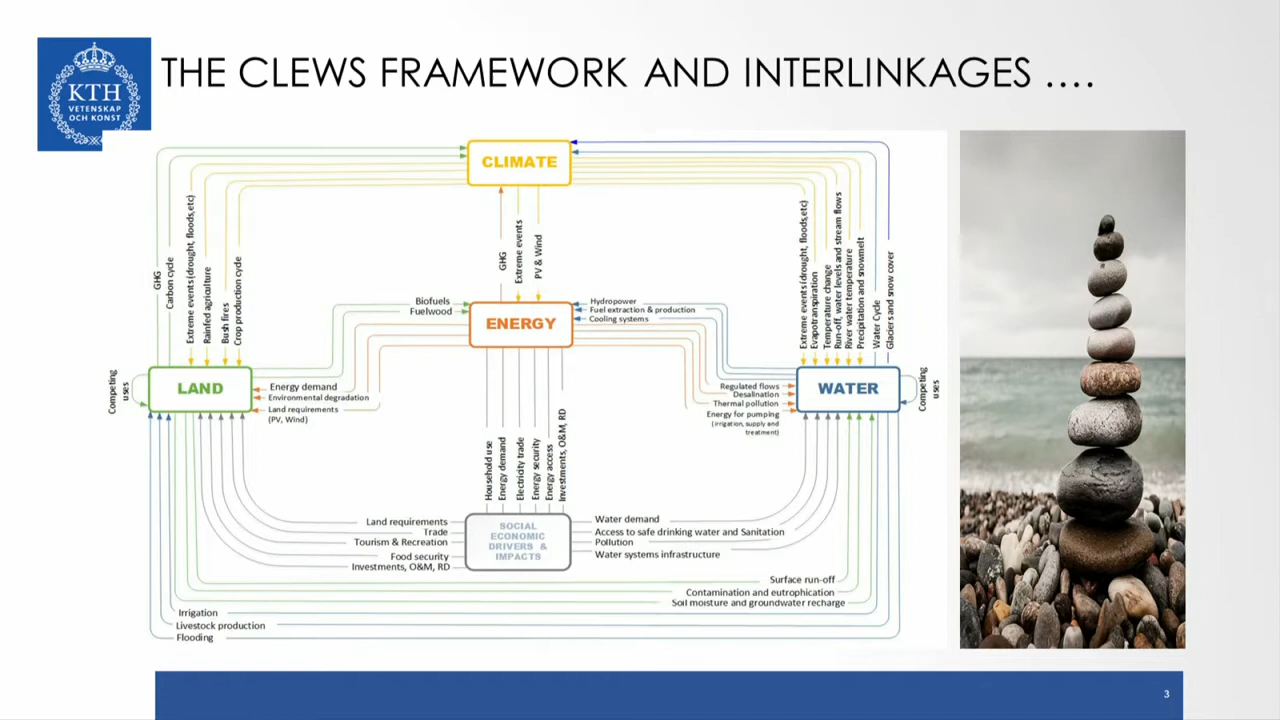 THE CLEWS FRAMEWORK AND INTERLINKAGES ....
KTH
VETENSKAP
OCH KONST
CLIMATE
GHG
Carbon cycle
Extreme events(drought, floods,etc)
Rainfed agriculture
Bush fires
Crop production cycle
GHG
Extreme events
PV & Wind
Extreme events(drought, floods,etc)
Evapotranspiration
Temperature change
Run-off, water levels and stream flows
River water temperature
Precipitation and snowmelt
Water Cycle
Glaciers and snow cover
Biofuels
Fuelwood
ENERGY
Hydropower
Fuel extraction & production
Cooling systems
Competing
uses
LAND
Energy demand
Environmental degradation
Land requirements
(PV, Wind)
Regulated flows
Desalination
Thermal pollution
Energy for pumping
(irrigation, supply and
treatment)
WATER
Competing
uses
Household use
Energy demand
Electricity trade
Energy security
Energy access
Investments, O&M, RD
Land requirements
Trade
Tourism & Recreation
Food security
Investments, O&M, RD
SOCIAL
ECONOMIC
DRIVERS &
IMPACTS
Water demand
Access to safe drinking water and Sanitation
Pollution
Water systems infrastructure
Surface run-off
Contamination and eutrophication
Soil moisture and groundwater recharge
Irrigation
Livestock production
Flooding
3